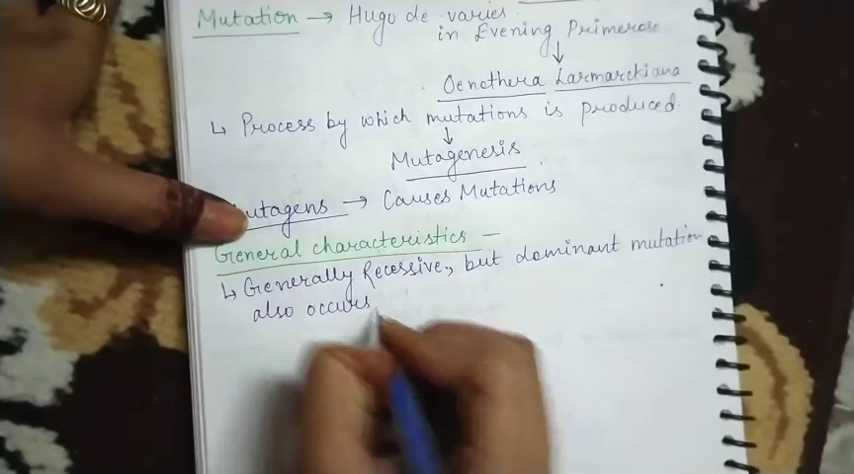 Mutation → Hugo de varies
in Evening Primerose
↓
Oenothera Larmarckiana
↳ Process by which mutations is produced.
↓
Mutagenesis
utagens → Causes Mutations
General characteristics -
↳ Generally Recessive, but dominant mutation
also occurs